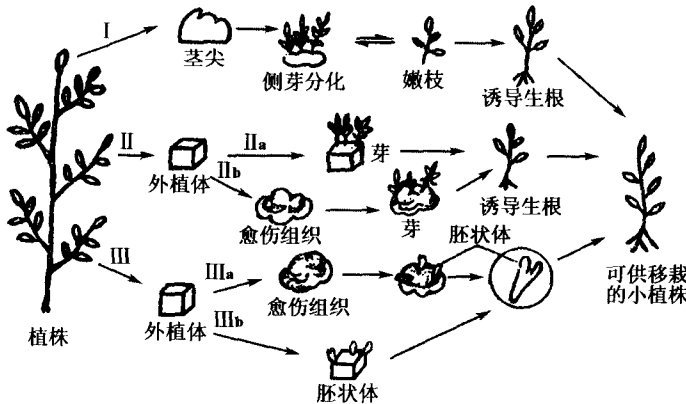 I
茎尖
侧芽分化
嫩枝
诱导生根
II
外植体
IIa
芽
IIb
愈伤组织
芽
诱导生根
III
外植体
IIIa
愈伤组织
胚状体
IIIb
胚状体
植株
可供移栽
的小植株